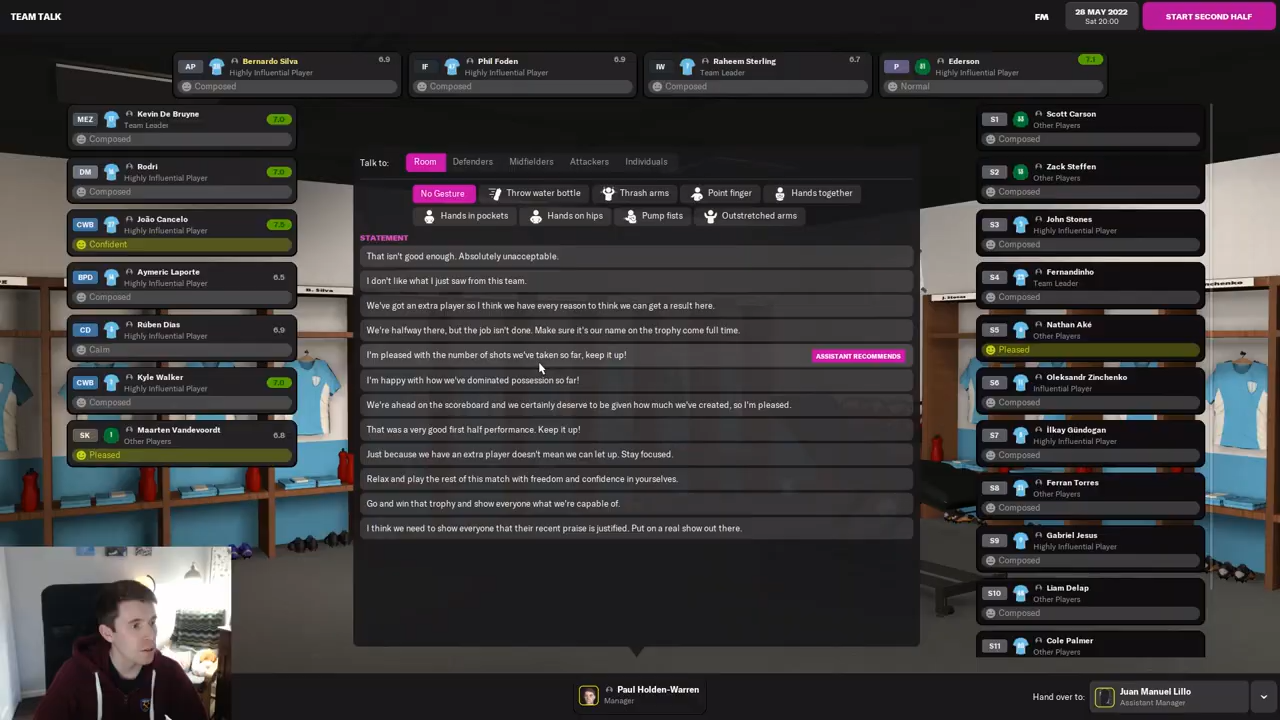 TEAM TALK
FM
28 MAY 2022
Sat 20:00
START SECOND HALF
AP Bernardo Silva 6.9
Highly Influential Player
Composed
IF Phil Foden 6.9
Highly Influential Player
Composed
IW Raheem Sterling 6.7
Team Leader
Composed
P Ederson 7.1
Highly Influential Player
Normal
MEZ Kevin De Bruyne 7.0
Team Leader
Composed
DM Rodri 7.0
Highly Influential Player
Composed
CWB João Cancelo 7.5
Highly Influential Player
Confident
BPD Aymeric Laporte 6.5
Highly Influential Player
Composed
CD Rúben Dias 6.9
Highly Influential Player
Calm
CWB Kyle Walker 7.0
Highly Influential Player
Composed
SK Maarten Vandevoordt 6.8
Other Players
Pleased
B. Silva
Talk to: Room Defenders Midfielders Attackers Individuals
No Gesture Throw water bottle Thrash arms Point finger Hands together
Hands in pockets Hands on hips Pump fists Outstretched arms
STATEMENT
That isn't good enough. Absolutely unacceptable.
I don't like what I just saw from this team.
We've got an extra player so I think we have every reason to think we can get a result here.
We're halfway there, but the job isn't done. Make sure it's our name on the trophy come full time.
I'm pleased with the number of shots we've taken so far, keep it up! ASSISTANT RECOMMENDS
I'm happy with how we've dominated possession so far!
We're ahead on the scoreboard and we certainly deserve to be given how much we've created, so I'm pleased.
That was a very good first half performance. Keep it up!
Just because we have an extra player doesn't mean we can let up. Stay focused.
Relax and play the rest of this match with freedom and confidence in yourselves.
Go and win that trophy and show everyone what we're capable of.
I think we need to show everyone that their recent praise is justified. Put on a real show out there.
S1 Scott Carson
Other Players
Composed
S2 Zack Steffen
Other Players
Composed
S3 John Stones
Other Players
Composed
S4 Fernandinho
Team Leader
Composed
S5 Nathan Aké
Other Players
Pleased
S6 Oleksandr Zinchenko
Influential Player
Composed
S7 İlkay Gündogan
Highly Influential Player
Composed
S8 Ferran Torres
Other Players
Composed
S9 Gabriel Jesus
Highly Influential Player
Composed
S10 Liam Delap
Other Players
Composed
S11 Cole Palmer
Other Players
Paul Holden-Warren
Manager
Hand over to: Juan Manuel Lillo
Assistant Manager